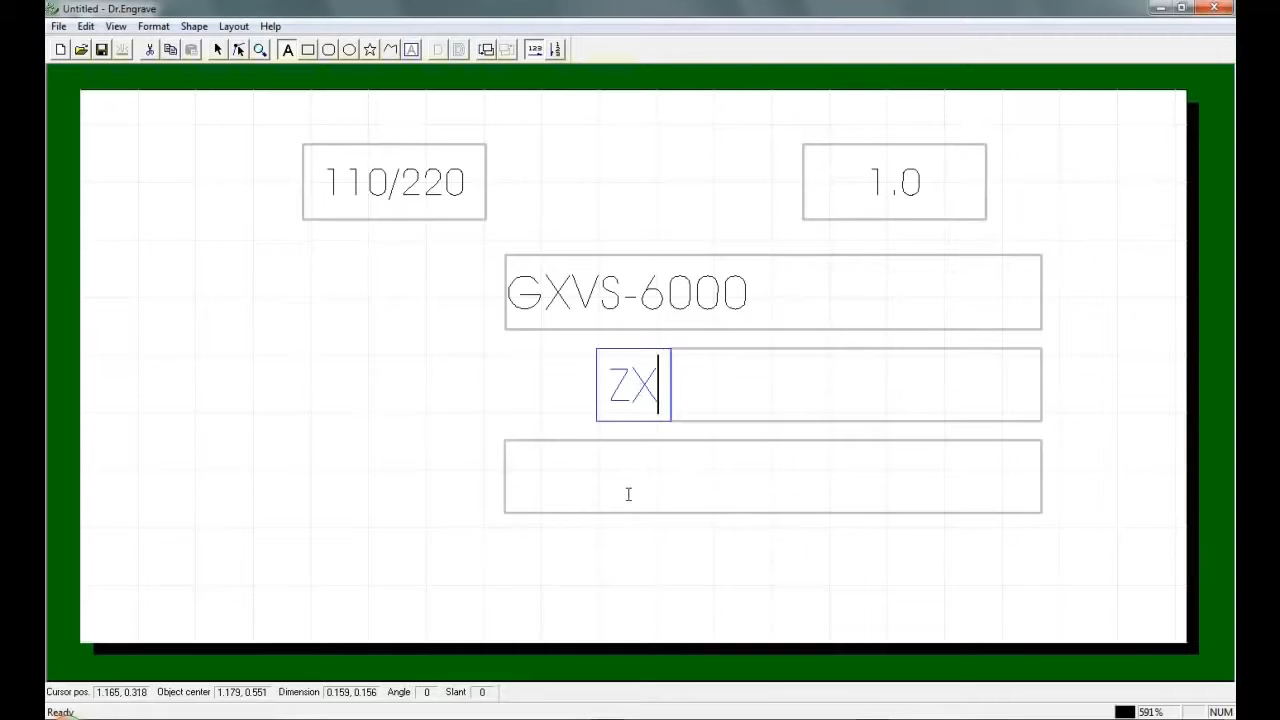 Untitled - Dr.Engrave
File Edit View Format Shape Layout Help
A A 123
110/220 1.0
GXVS-6000
ZX
Cursor pos. 1.165, 0.318 Object center 1.179, 0.551 Dimension 0.159, 0.156 Angle 0 Slant 0
Ready 591% NUM